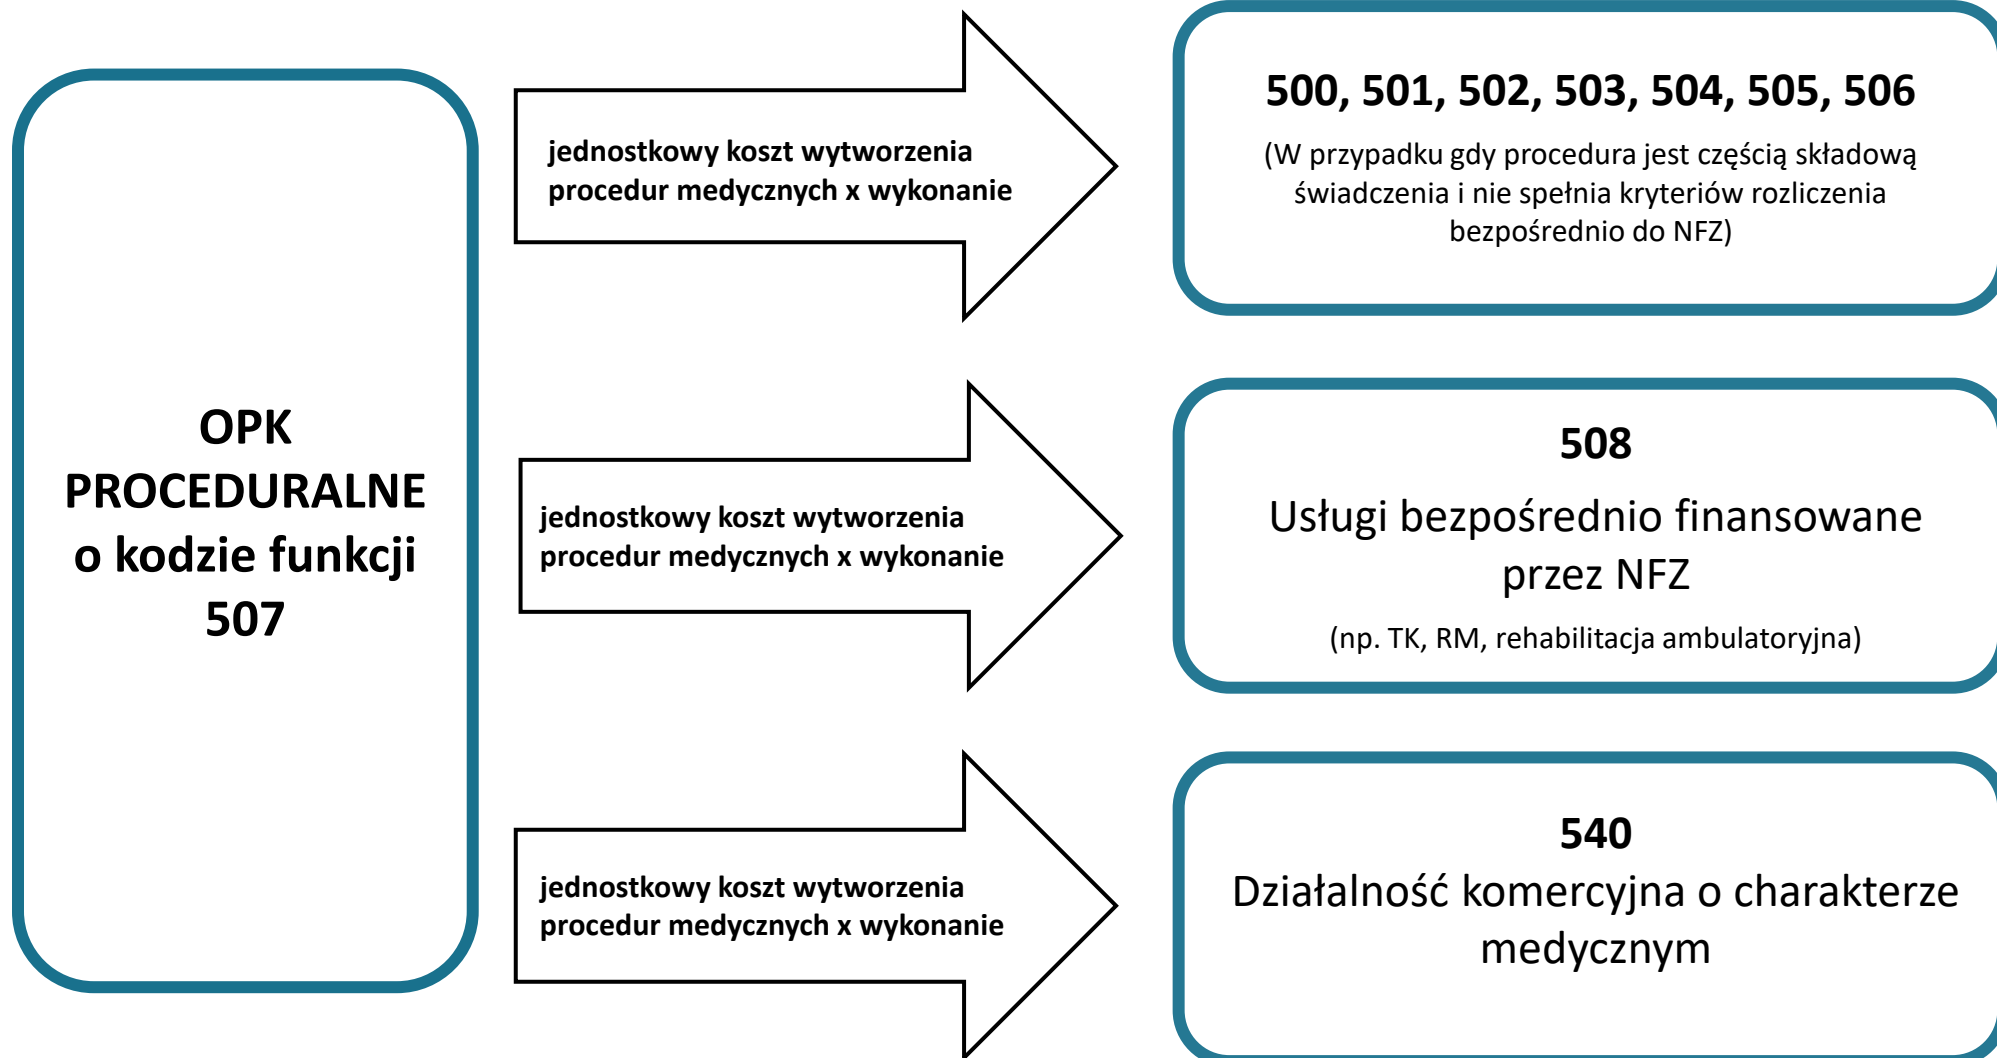 OPK
PROCEDURALNE
o kodzie funkcji
507
jednostkowy koszt wytworzenia
procedur medycznych x wykonanie
500, 501, 502, 503, 504, 505, 506
(W przypadku gdy procedura jest częścią składową
świadczenia i nie spełnia kryteriów rozliczenia
bezpośrednio do NFZ)
jednostkowy koszt wytworzenia
procedur medycznych x wykonanie
508
Usługi bezpośrednio finansowane
przez NFZ
(np. TK, RM, rehabilitacja ambulatoryjna)
jednostkowy koszt wytworzenia
procedur medycznych x wykonanie
540
Działalność komercyjna o charakterze
medycznym